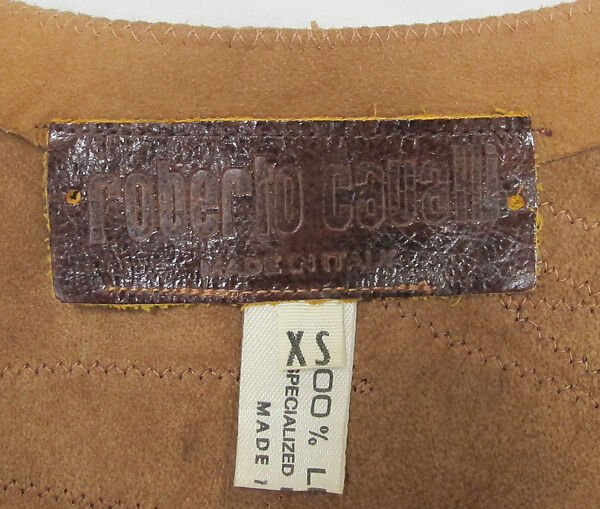 roberto cavalli
MADE IN ITALY
XS
00% L
SPECIALIZED
MADE